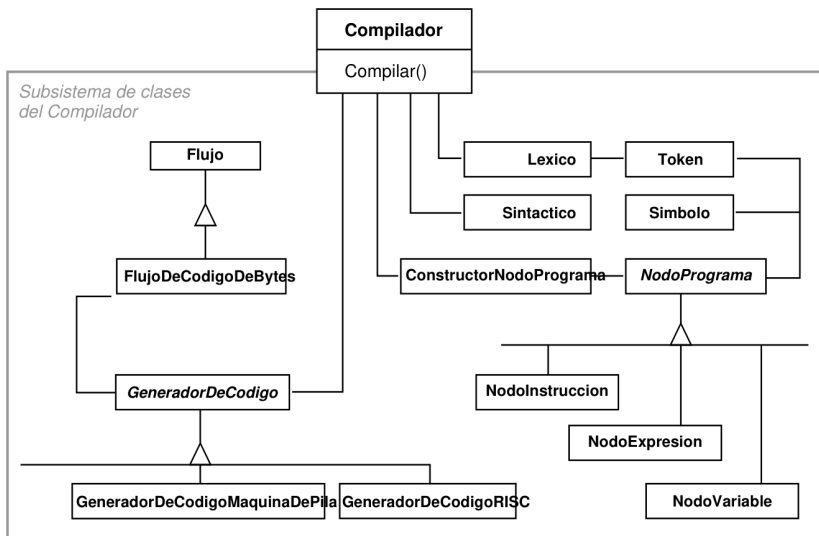 Compilador
Compilar()
Subsistema de clases
del Compilador
Flujo
Lexico
Token
Sintactico
Simbolo
FlujoDeCodigoDeBytes
ConstructorNodoPrograma
NodoPrograma
GeneradorDeCodigo
NodoInstruccion
NodoExpresion
GeneradorDeCodigoMaquinaDePila
GeneradorDeCodigoRISC
NodoVariable